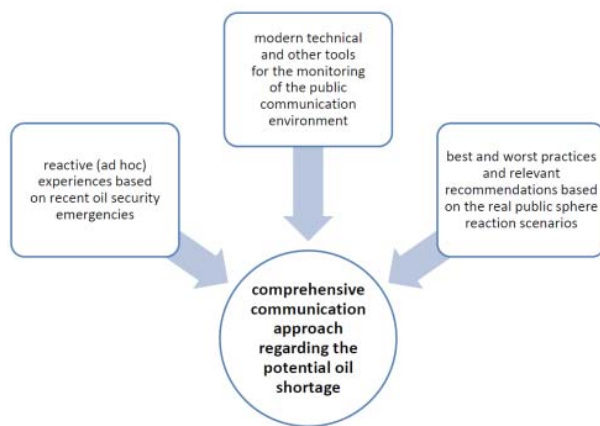 modern technical
and other tools
for the monitoring
of the public
communication
environment
reactive (ad hoc)
experiences based
on recent oil security
emergencies
best and worst practices
and relevant
recommendations based
on the real public sphere
reaction scenarios
comprehensive
communication
approach
regarding the
potential oil
shortage